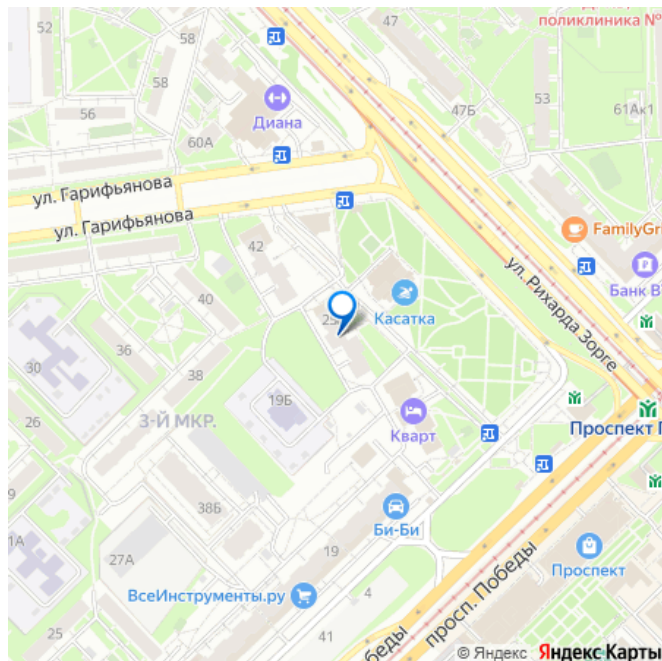 52
58
47
поликлиника №
56
58
Диана
47Б
53
61Ак1
60А
ул. Гарифьянова
ул. Гарифьянова
42
FamilyGri
ул. Рихарда Зорге
Банк В
40
Касатка
36
30
38
26
19Б
3-Й МКР.
Кварт
Проспект П
38Б
Би-Би
27А
19
Проспект
ВсеИнструменты.ру
4
просп. Победы
25
41
© Яндекс Яндекс Карты